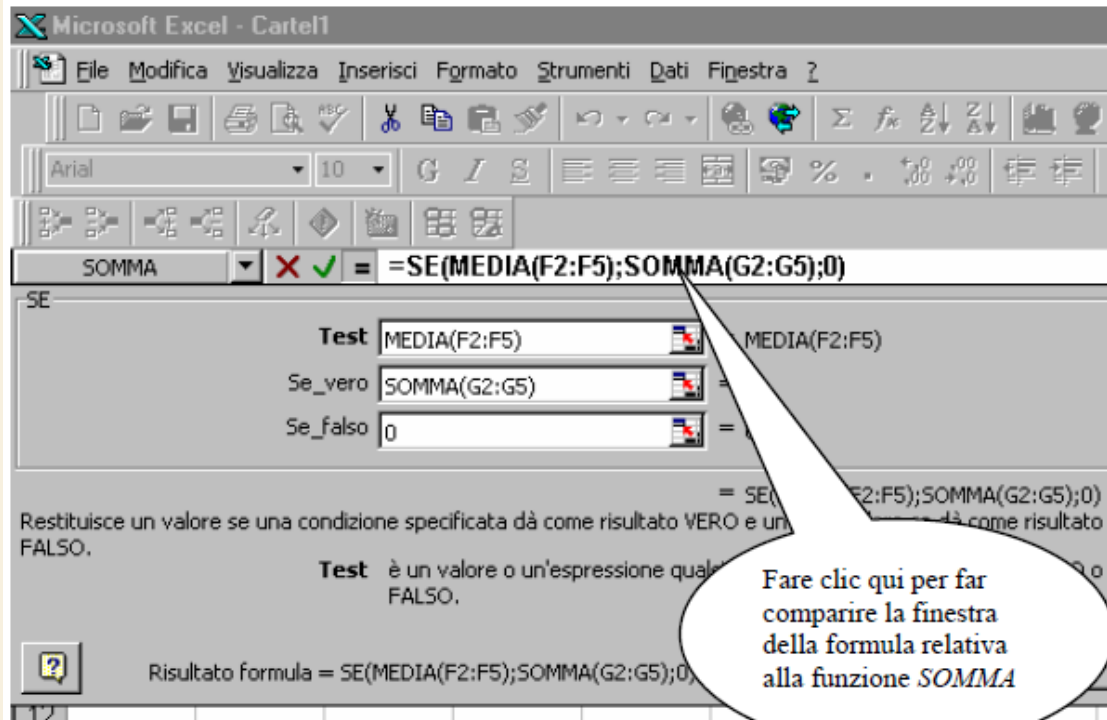 Microsoft Excel - Cartel1
File Modifica Visualizza Inserisci Formato Strumenti Dati Finestra ?
Arial 10 G I S
SOMMA = =SE(MEDIA(F2:F5);SOMMA(G2:G5);0)
SE
Test MEDIA(F2:F5) MEDIA(F2:F5)
Se_vero SOMMA(G2:G5) =
Se_falso 0 =
= SE( F2:F5);SOMMA(G2:G5);0)
Restituisce un valore se una condizione specificata dà come risultato VERO e un dà come risultato
FALSO.
Test è un valore o un'espressione o
FALSO.
Risultato formula = SE(MEDIA(F2:F5);SOMMA(G2:G5);0)
Fare clic qui per far
comparire la finestra
della formula relativa
alla funzione SOMMA
12